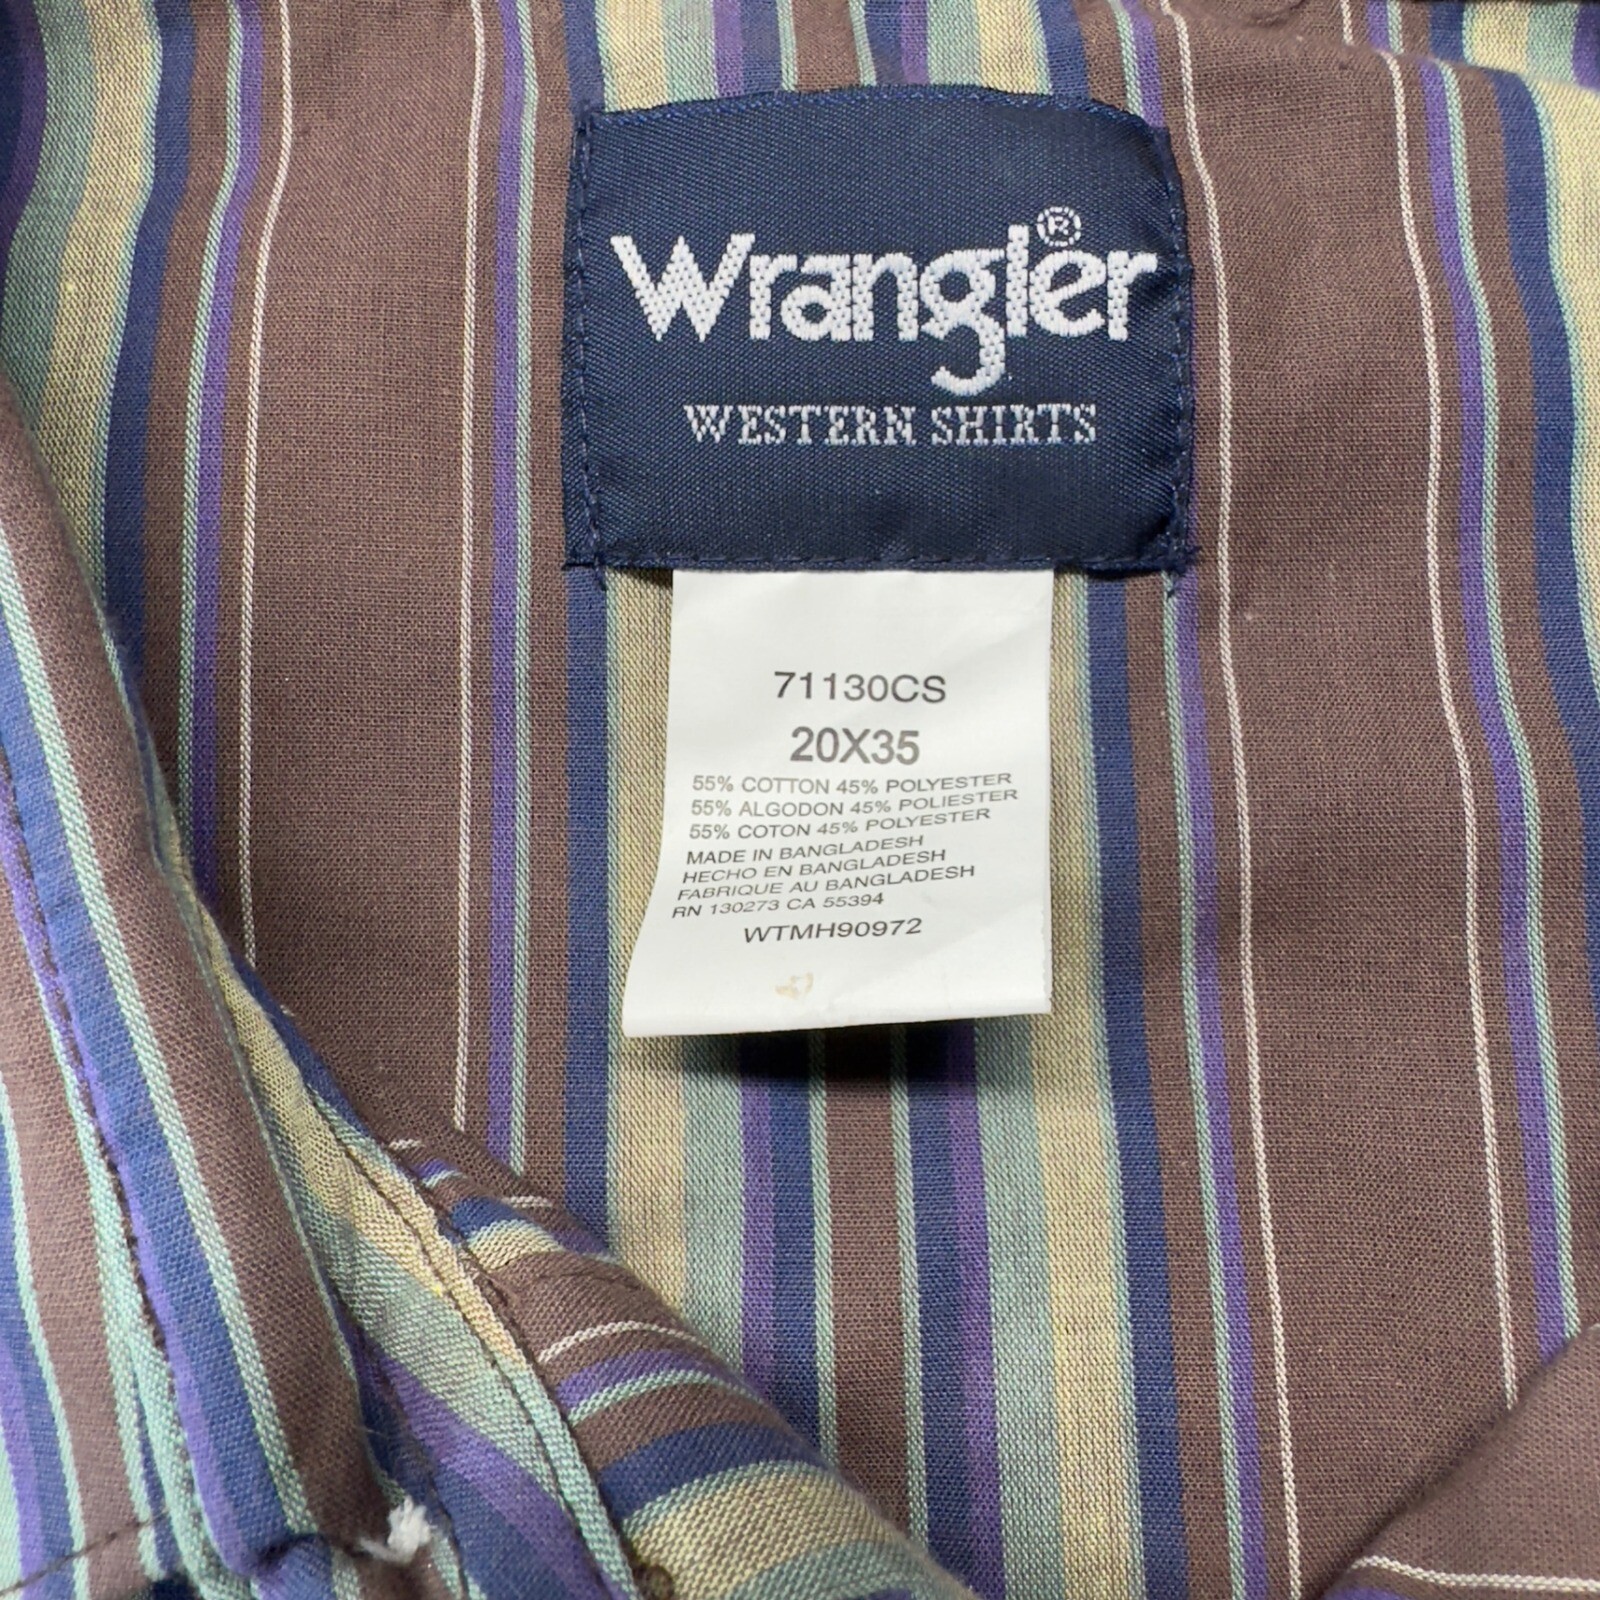 Wrangler®
WESTERN SHIRTS
71130CS
20X35
55% COTTON 45% POLYESTER
55% ALGODON 45% POLIESTER
55% COTON 45% POLYESTER
MADE IN BANGLADESH
HECHO EN BANGLADESH
FABRIQUE AU BANGLADESH
RN 130273 CA 55394
WTMH90972